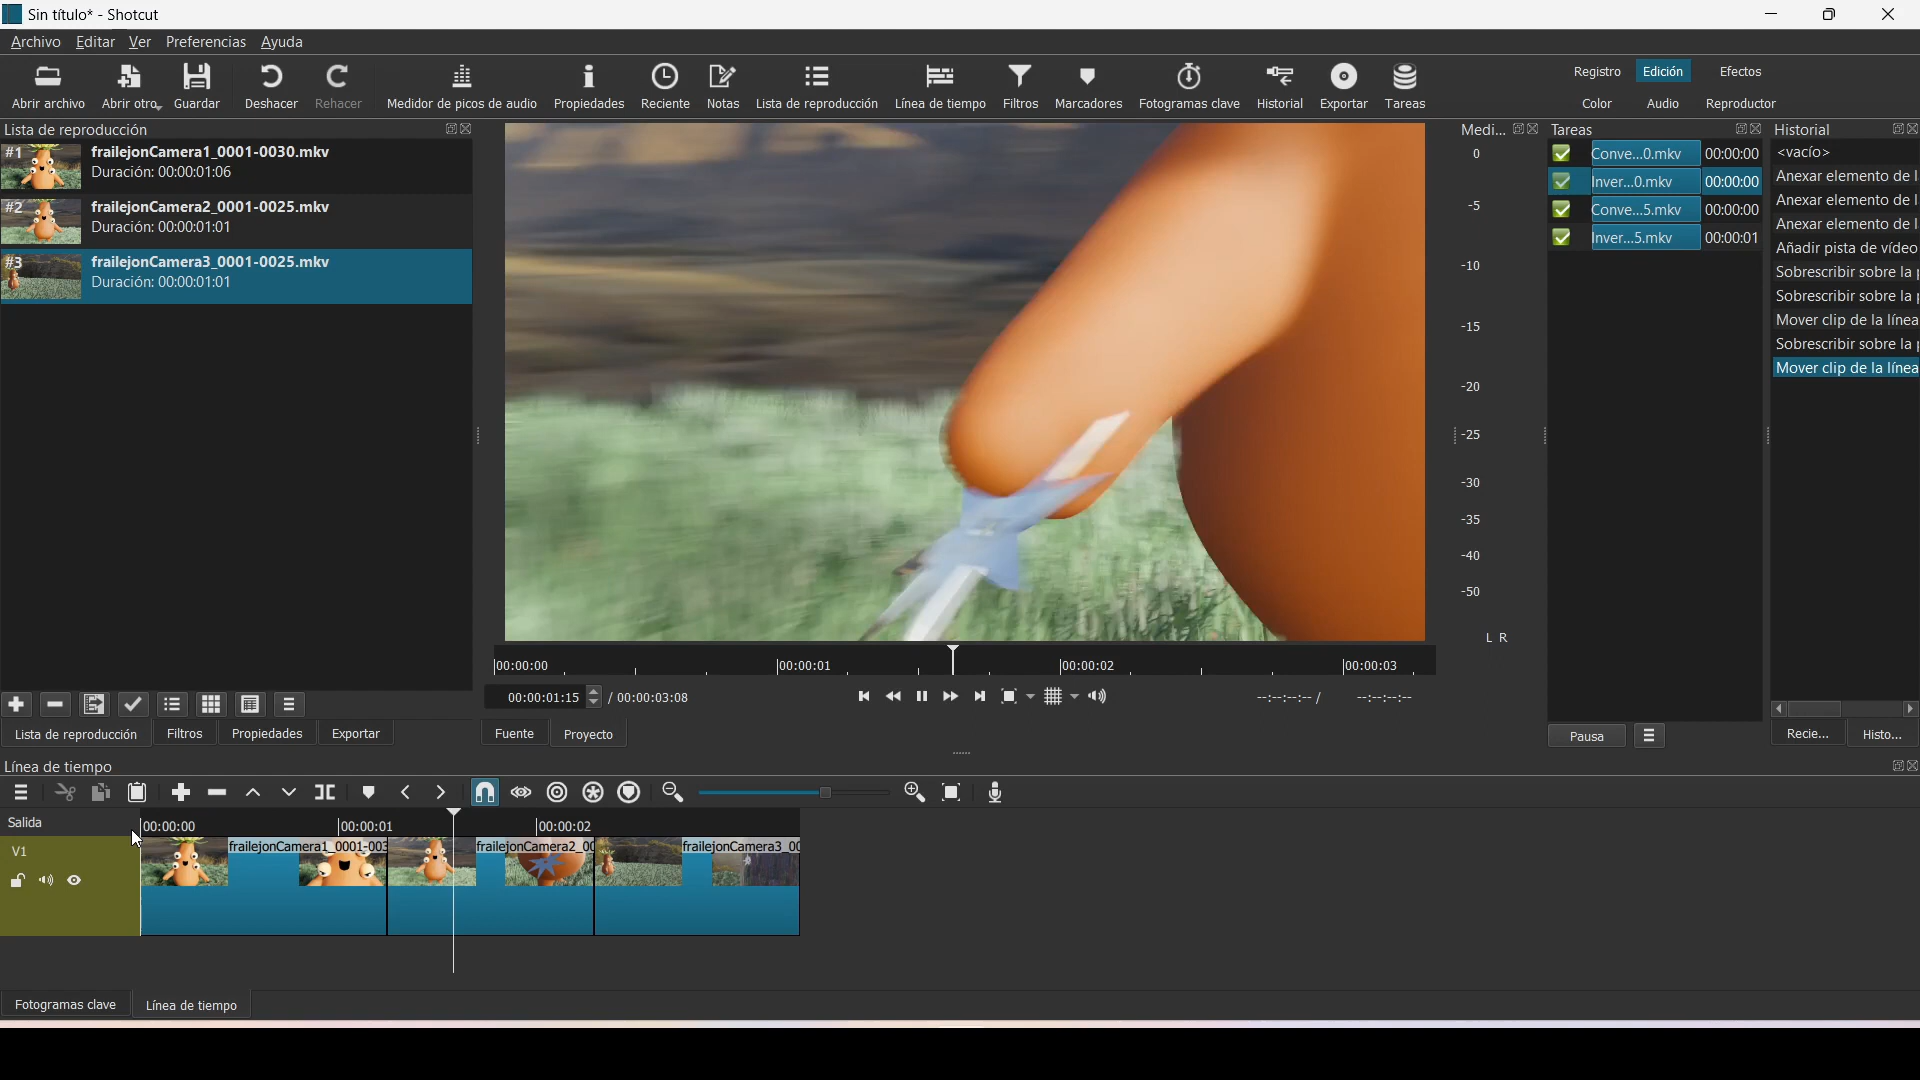 Sin título* - Shotcut
Archivo Editar Ver Preferencias Ayuda
Abrir archivo Abrir otro Guardar Deshacer Rehacer Medidor de picos de audio Propiedades Reciente Notas Lista de reproducción Línea de tiempo Filtros Marcadores Fotogramas clave Historial Exportar Tareas
Registro Edición Efectos
Color Audio Reproductor
Lista de reproducción
#1 frailejonCamera1_0001-0030.mkv
Duración: 00:00:01:06
#2 frailejonCamera2_0001-0025.mkv
Duración: 00:00:01:01
#3 frailejonCamera3_0001-0025.mkv
Duración: 00:00:01:01
Lista de reproducción Filtros Propiedades Exportar
00:00:00 00:00:01 00:00:02 00:00:03
00:00:01:15 / 00:00:03:08 --:--:--:-- / --:--:--:--
Fuente Proyecto
Medi...
0
-5
-10
-15
-20
-25
-30
-35
-40
-50
L R
Tareas
Conve...0.mkv 00:00:00
Inver...0.mkv 00:00:00
Conve...5.mkv 00:00:00
Inver...5.mkv 00:00:01
Pausa
Historial
<vacío>
Anexar elemento de l
Anexar elemento de l
Anexar elemento de l
Añadir pista de vídeo
Sobrescribir sobre la p
Sobrescribir sobre la p
Mover clip de la línea
Sobrescribir sobre la p
Mover clip de la línea
Recie... Histo...
Línea de tiempo
Salida 00:00:00 00:00:01 00:00:02
V1 frailejonCamera1_0001-003 frailejonCamera2_00 frailejonCamera3_00
Fotogramas clave Línea de tiempo